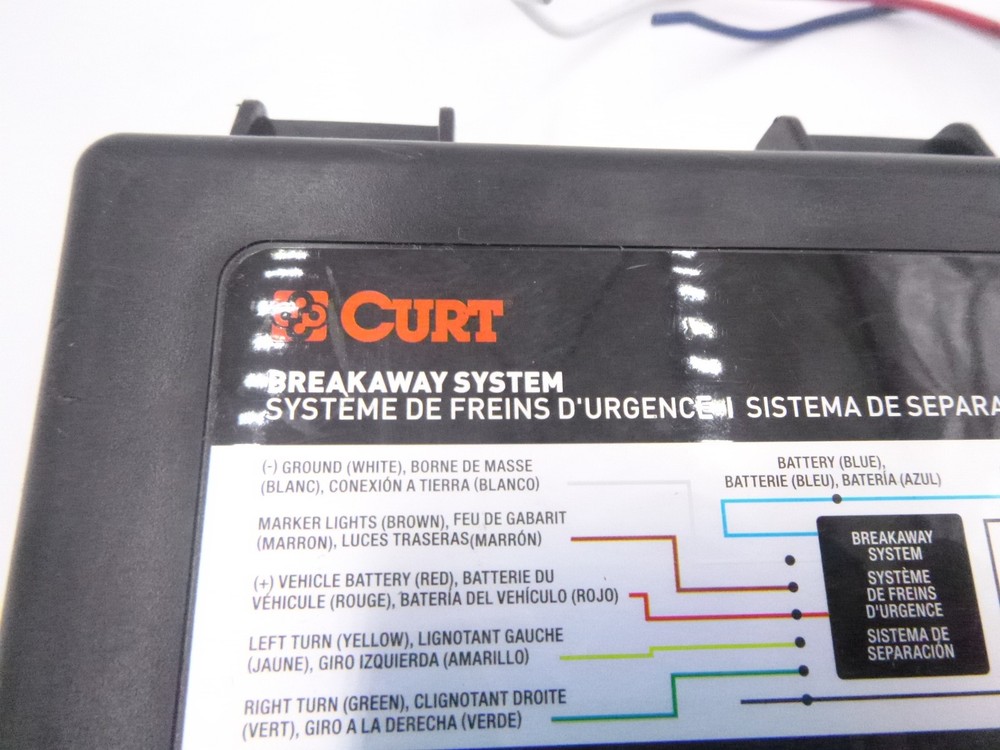 CURT
BREAKAWAY SYSTEM
SYSTÈME DE FREINS D'URGENCE I SISTEMA DE SEPARA
(-) GROUND (WHITE), BORNE DE MASSE
(BLANC), CONEXIÓN A TIERRA (BLANCO)
MARKER LIGHTS (BROWN), FEU DE GABARIT
(MARRON), LUCES TRASERAS(MARRÓN)
(+) VEHICLE BATTERY (RED), BATTERIE DU
VÉHICULE (ROUGE), BATERÍA DEL VEHÍCULO (ROJO)
LEFT TURN (YELLOW), LIGNOTANT GAUCHE
(JAUNE), GIRO IZQUIERDA (AMARILLO)
RIGHT TURN (GREEN), CLIGNOTANT DROITE
(VERT), GIRO A LA DERECHA (VERDE)
BATTERY (BLUE),
BATTERIE (BLEU), BATERÍA (AZUL)
BREAKAWAY
SYSTEM
SYSTÈME
DE FREINS
D'URGENCE
SISTEMA DE
SEPARACIÓN